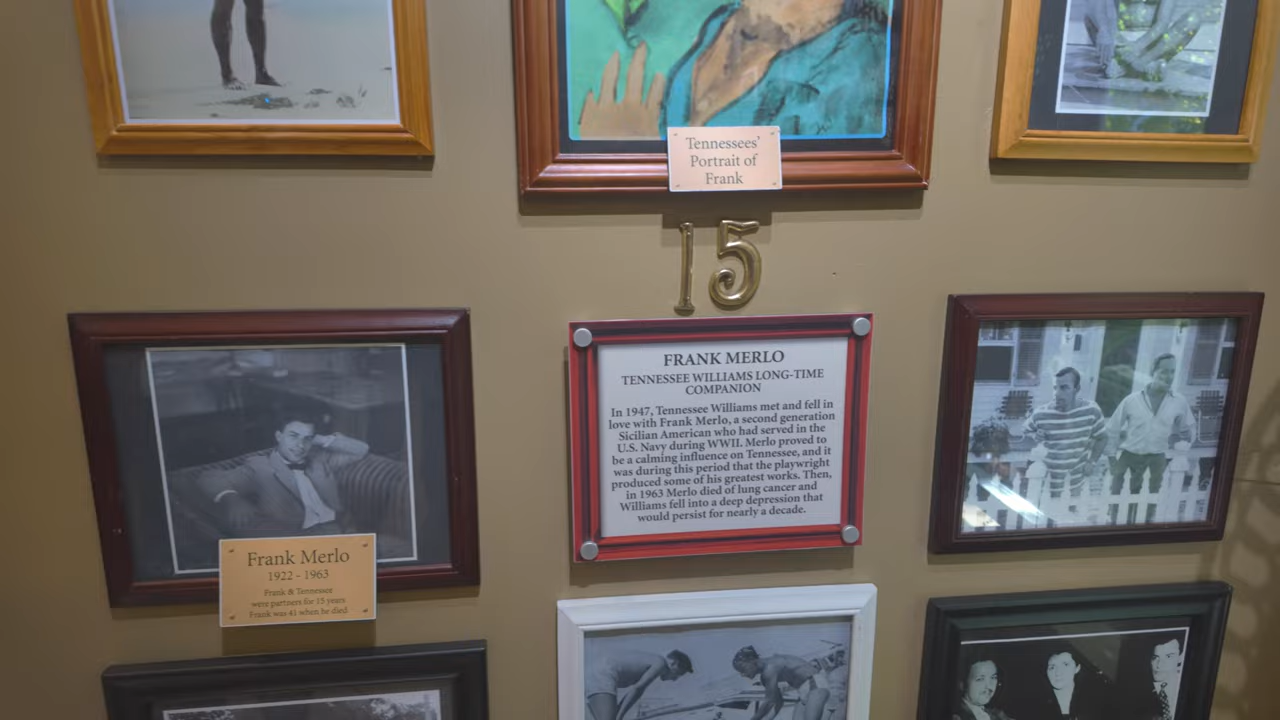 Tennessees'
Portrait of
Frank
15
FRANK MERLO
TENNESSEE WILLIAMS LONG-TIME
COMPANION
In 1947, Tennessee Williams met and fell in
love with Frank Merlo, a second generation
Sicilian American who had served in the
U.S. Navy during WWII. Merlo proved to
be a calming influence on Tennessee, and it
was during this period that the playwright
produced some of his greatest works. Then,
in 1963 Merlo died of lung cancer and
Williams fell into a deep depression that
would persist for nearly a decade.
Frank Merlo
1922 - 1963
Frank & Tennessee
were partners for 15 years
Frank was 41 when he died